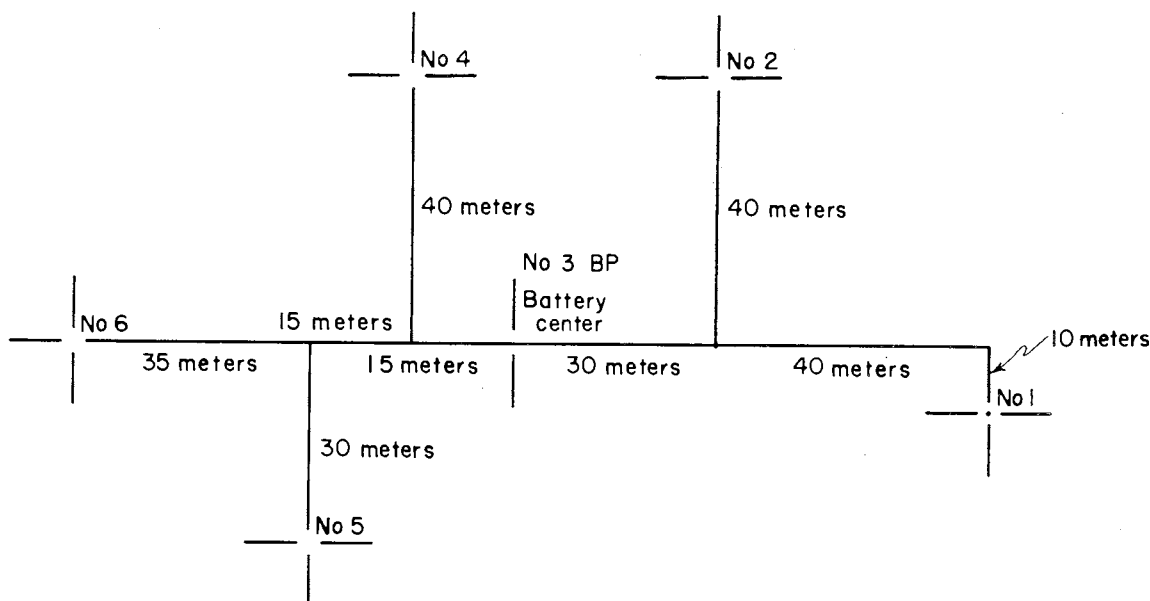 No 4
No 2
40 meters
40 meters
No 3 BP
Battery
center
No 6
15 meters
10 meters
35 meters
15 meters
30 meters
40 meters
No 1
30 meters
No 5